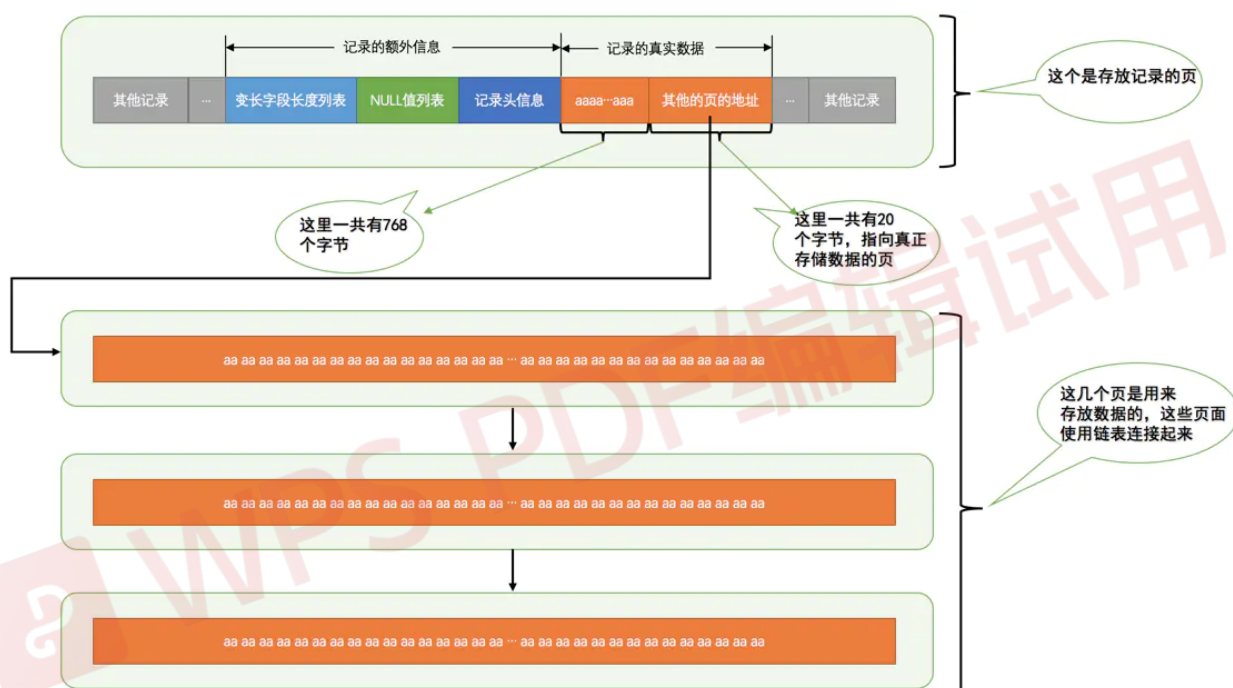 记录的额外信息
记录的真实数据
其他记录
···
变长字段长度列表
NULL值列表
记录头信息
aaaa···aaa
其他的页的地址
···
其他记录
这个是存放记录的页
这里一共有768
个字节
这里一共有20
个字节，指向真正
存储数据的页
aa aa aa aa aa aa aa aa aa aa aa aa aa aa aa aa ··· aa aa aa aa aa aa aa aa aa aa aa aa aa aa
这几个页是用来
存放数据的，这些页面
使用链表连接起来
aa aa aa aa aa aa aa aa aa aa aa aa aa aa aa aa ··· aa aa aa aa aa aa aa aa aa aa aa aa aa aa
aa aa aa aa aa aa aa aa aa aa aa aa aa aa aa aa ··· aa aa aa aa aa aa aa aa aa aa aa aa aa aa
WPS PDF编辑试用